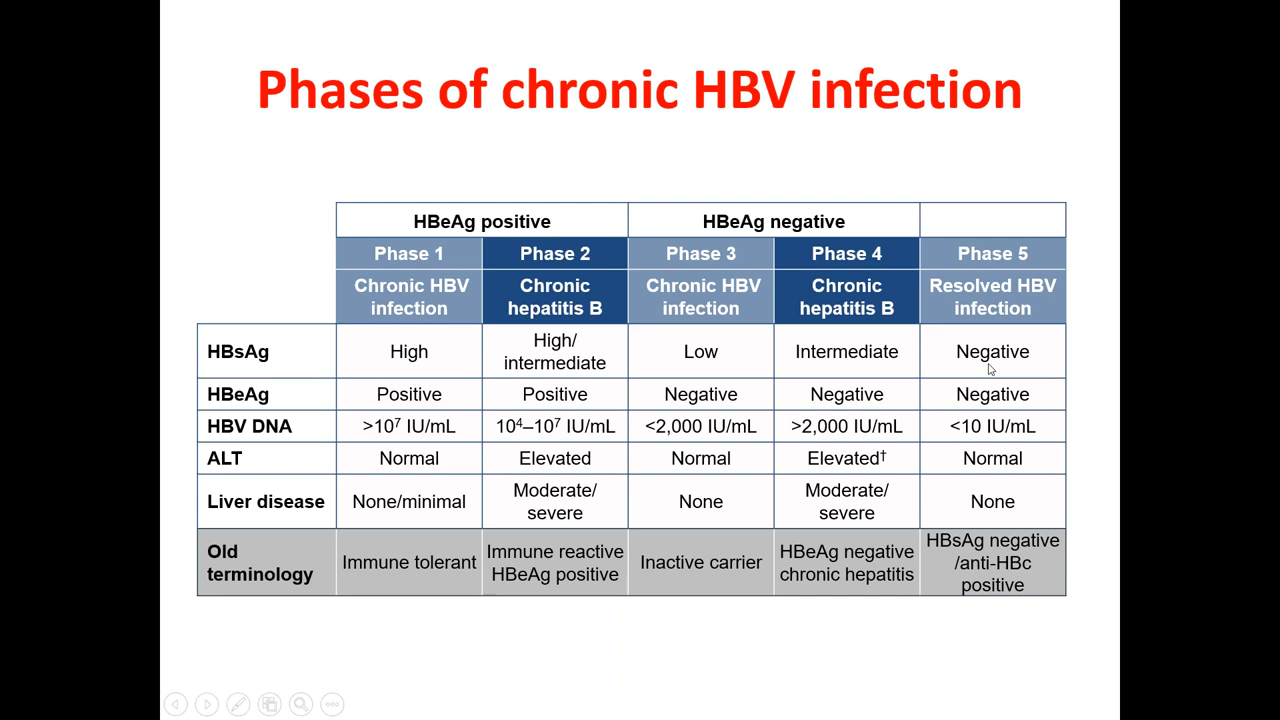 Phases of chronic HBV infection
HBeAg positive HBeAg negative
Phase 1 Phase 2 Phase 3 Phase 4 Phase 5
Chronic HBV infection Chronic hepatitis B Chronic HBV infection Chronic hepatitis B Resolved HBV infection
HBsAg High High/ intermediate Low Intermediate Negative
HBeAg Positive Positive Negative Negative Negative
HBV DNA >10⁷ IU/mL 10⁴–10⁷ IU/mL <2,000 IU/mL >2,000 IU/mL <10 IU/mL
ALT Normal Elevated Normal Elevated† Normal
Liver disease None/minimal Moderate/ severe None Moderate/ severe None
Old terminology Immune tolerant Immune reactive HBeAg positive Inactive carrier HBeAg negative chronic hepatitis HBsAg negative /anti-HBc positive